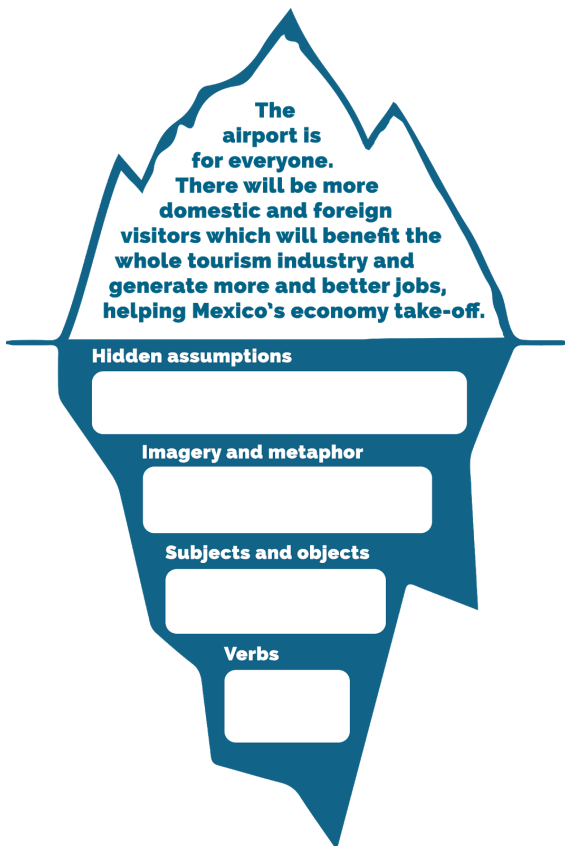 The
airport is
for everyone.
There will be more
domestic and foreign
visitors which will benefit the
whole tourism industry and
generate more and better jobs,
helping Mexico‛s economy take-off.
Hidden assumptions
Imagery and metaphor
Subjects and objects
Verbs